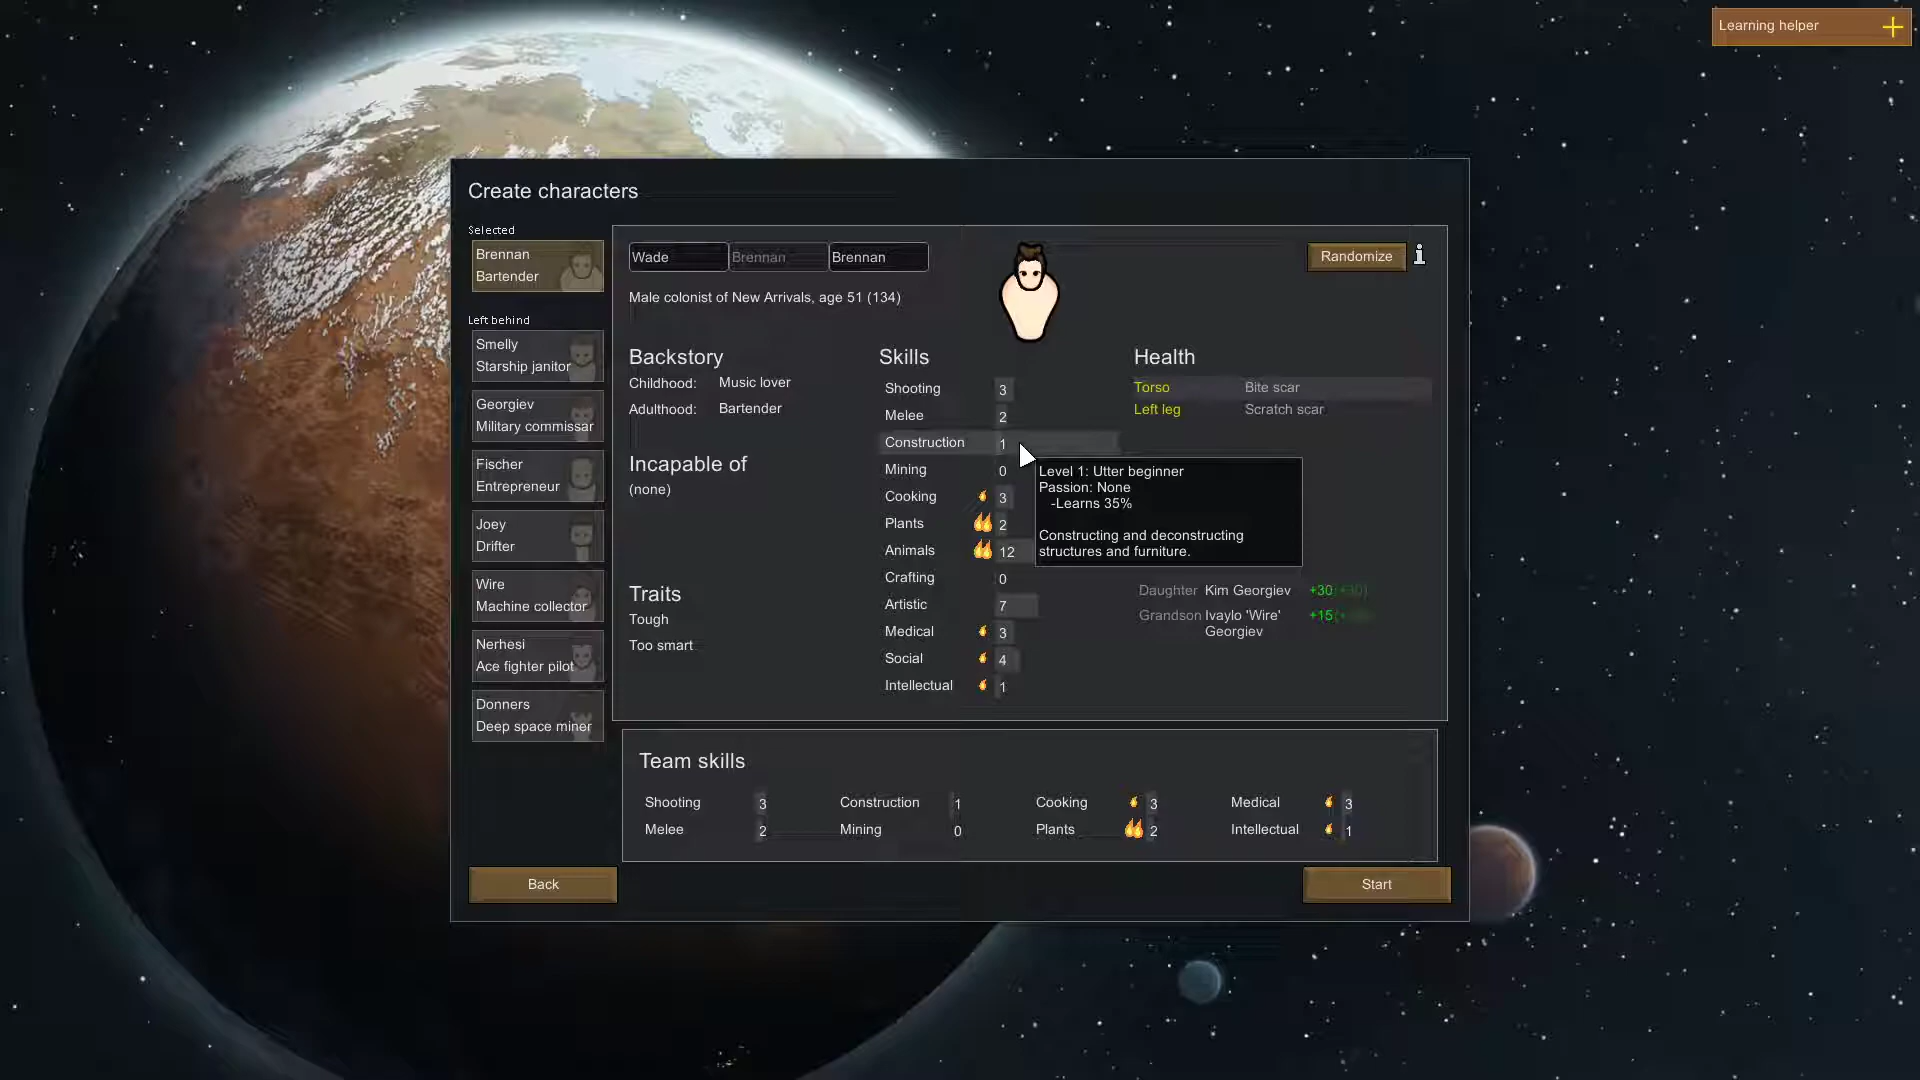 Learning helper
Create characters
Selected
Brennan
Bartender
Left behind
Smelly
Starship janitor
Georgiev
Military commissar
Fischer
Entrepreneur
Joey
Drifter
Wire
Machine collector
Nerhesi
Ace fighter pilot
Donners
Deep space miner
Wade
Brennan
Brennan
Randomize
Male colonist of New Arrivals, age 51 (134)
Backstory
Childhood: Music lover
Adulthood: Bartender
Incapable of
(none)
Traits
Tough
Too smart
Skills
Shooting 3
Melee 2
Construction 1
Mining 0
Cooking 3
Plants 2
Animals 12
Crafting 0
Artistic 7
Medical 3
Social 4
Intellectual 1
Health
Torso Bite scar
Left leg Scratch scar
Level 1: Utter beginner
Passion: None
-Learns 35%
Constructing and deconstructing
structures and furniture.
Daughter Kim Georgiev +30 (+30)
Grandson Ivaylo 'Wire' +15
Georgiev
Team skills
Shooting 3 Construction 1 Cooking 3 Medical 3
Melee 2 Mining 0 Plants 2 Intellectual 1
Back
Start